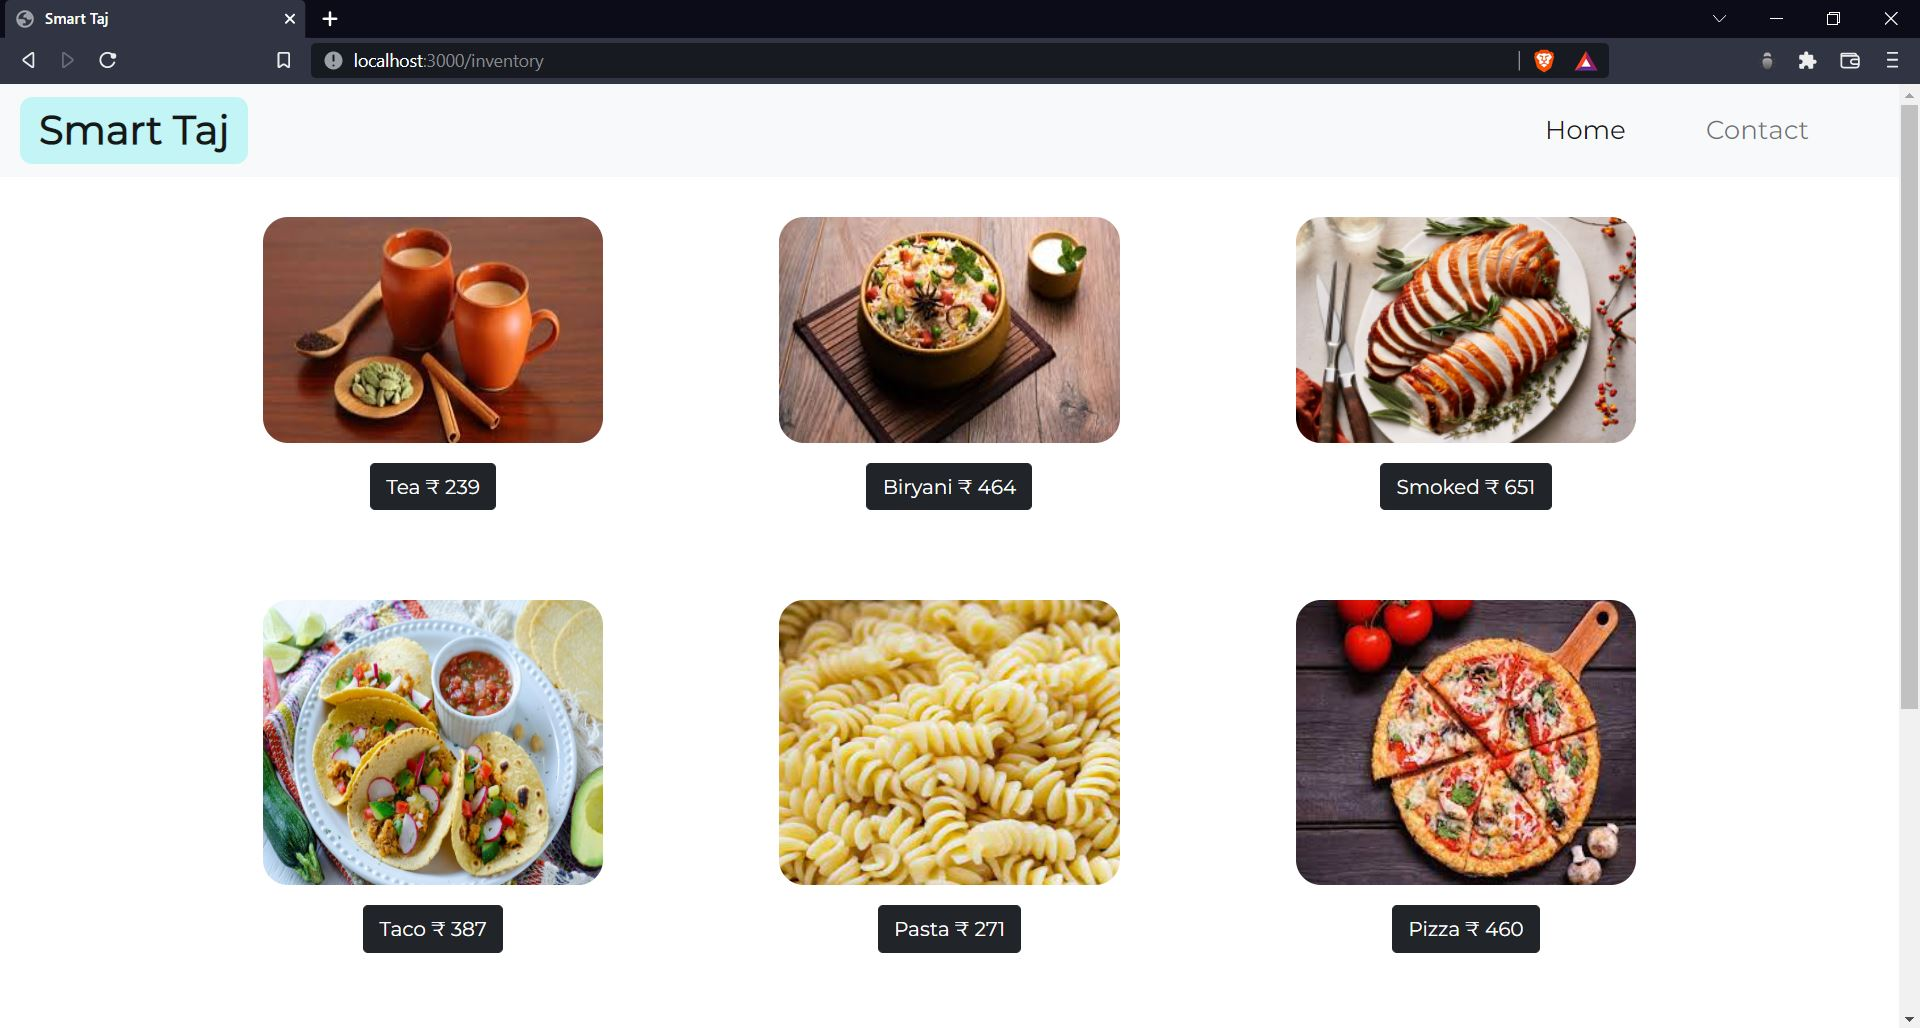 Smart Taj
localhost:3000/inventory
Smart Taj
Home Contact
Tea ₹ 239
Biryani ₹ 464
Smoked ₹ 651
Taco ₹ 387
Pasta ₹ 271
Pizza ₹ 460